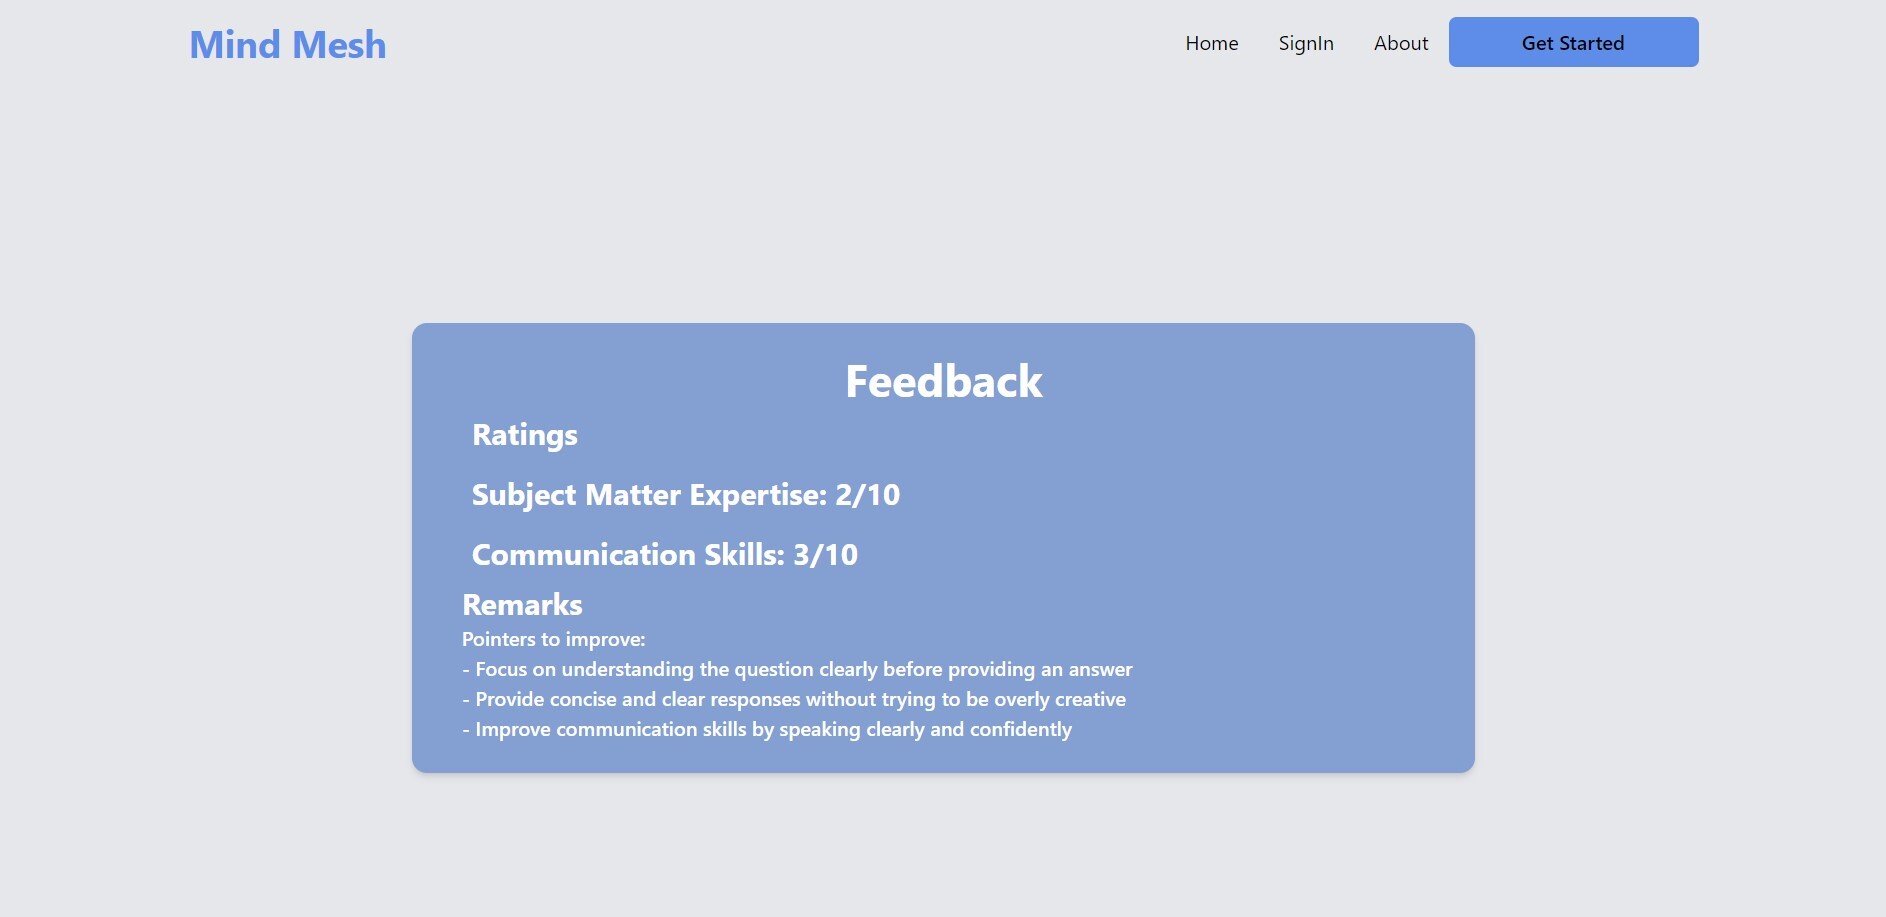 Mind Mesh
Home SignIn About Get Started
Feedback
Ratings
Subject Matter Expertise: 2/10
Communication Skills: 3/10
Remarks
Pointers to improve:
- Focus on understanding the question clearly before providing an answer
- Provide concise and clear responses without trying to be overly creative
- Improve communication skills by speaking clearly and confidently